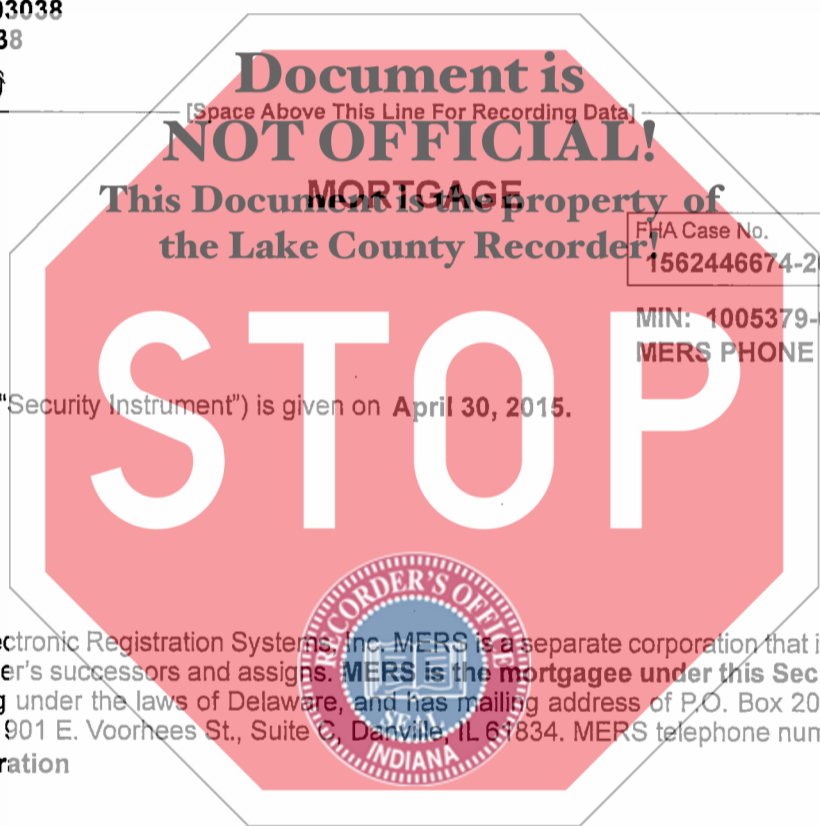 03038
38
Document is
[Space Above This Line For Recording Data]
NOT OFFICIAL!
MORTGAGE
This Document is the property of
the Lake County Recorder!
FHA Case No.
1562446674-2
MIN: 1005379-
MERS PHONE
"Security Instrument") is given on April 30, 2015.
STOP
ectronic Registration Systems, Inc. MERS is a separate corporation that i
er's successors and assigns. MERS is the mortgagee under this Sec
g under the laws of Delaware, and has mailing address of P.O. Box 20
901 E. Voorhees St., Suite C, Danville, IL 61834. MERS telephone num
ration
RECORDER'S OFFICE
SEAL
INDIANA